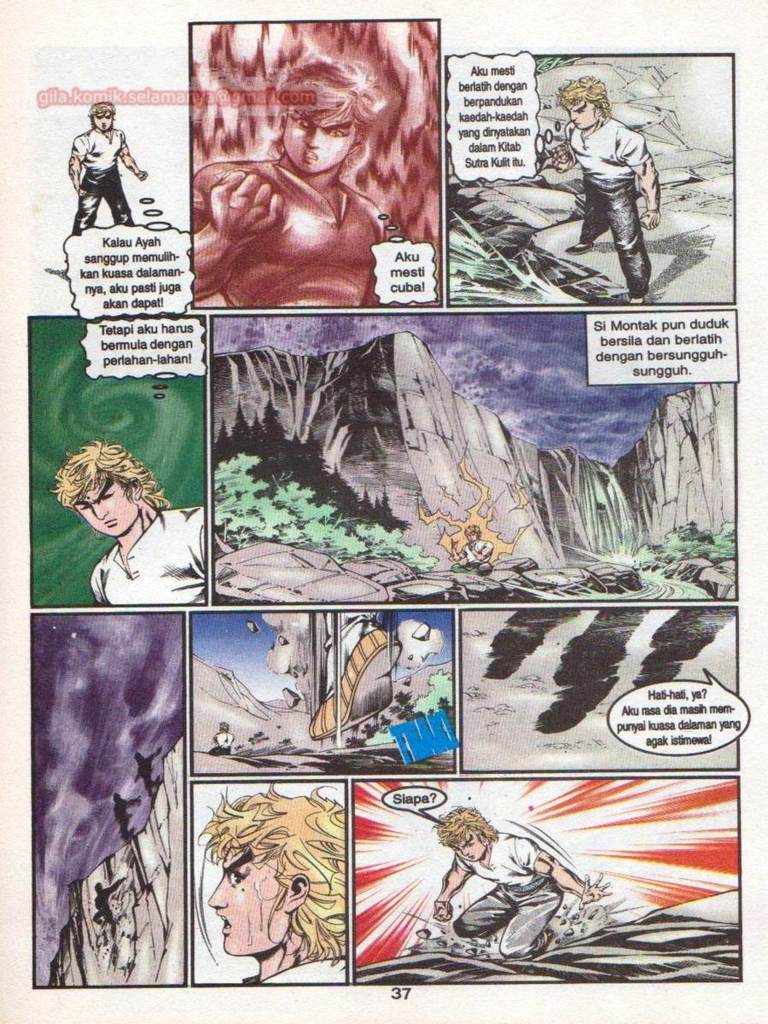 gila.komik.selamanya@gmail.com
Kalau Ayah
sanggup memulih-
kan kuasa dalaman-
nya, aku pasti juga
akan dapat!
Aku
mesti
cuba!
Aku mesti
berlatih dengan
berpandukan
kaedah-kaedah
yang dinyatakan
dalam Kitab
Sutra Kulit itu.
Tetapi aku harus
bermula dengan
perlahan-lahan!
Si Montak pun duduk
bersila dan berlatih
dengan bersungguh-
sungguh.
TTAK!
Hati-hati, ya?
Aku rasa dia masih mem-
punyai kuasa dalaman yang
agak istimewa!
Siapa?
37